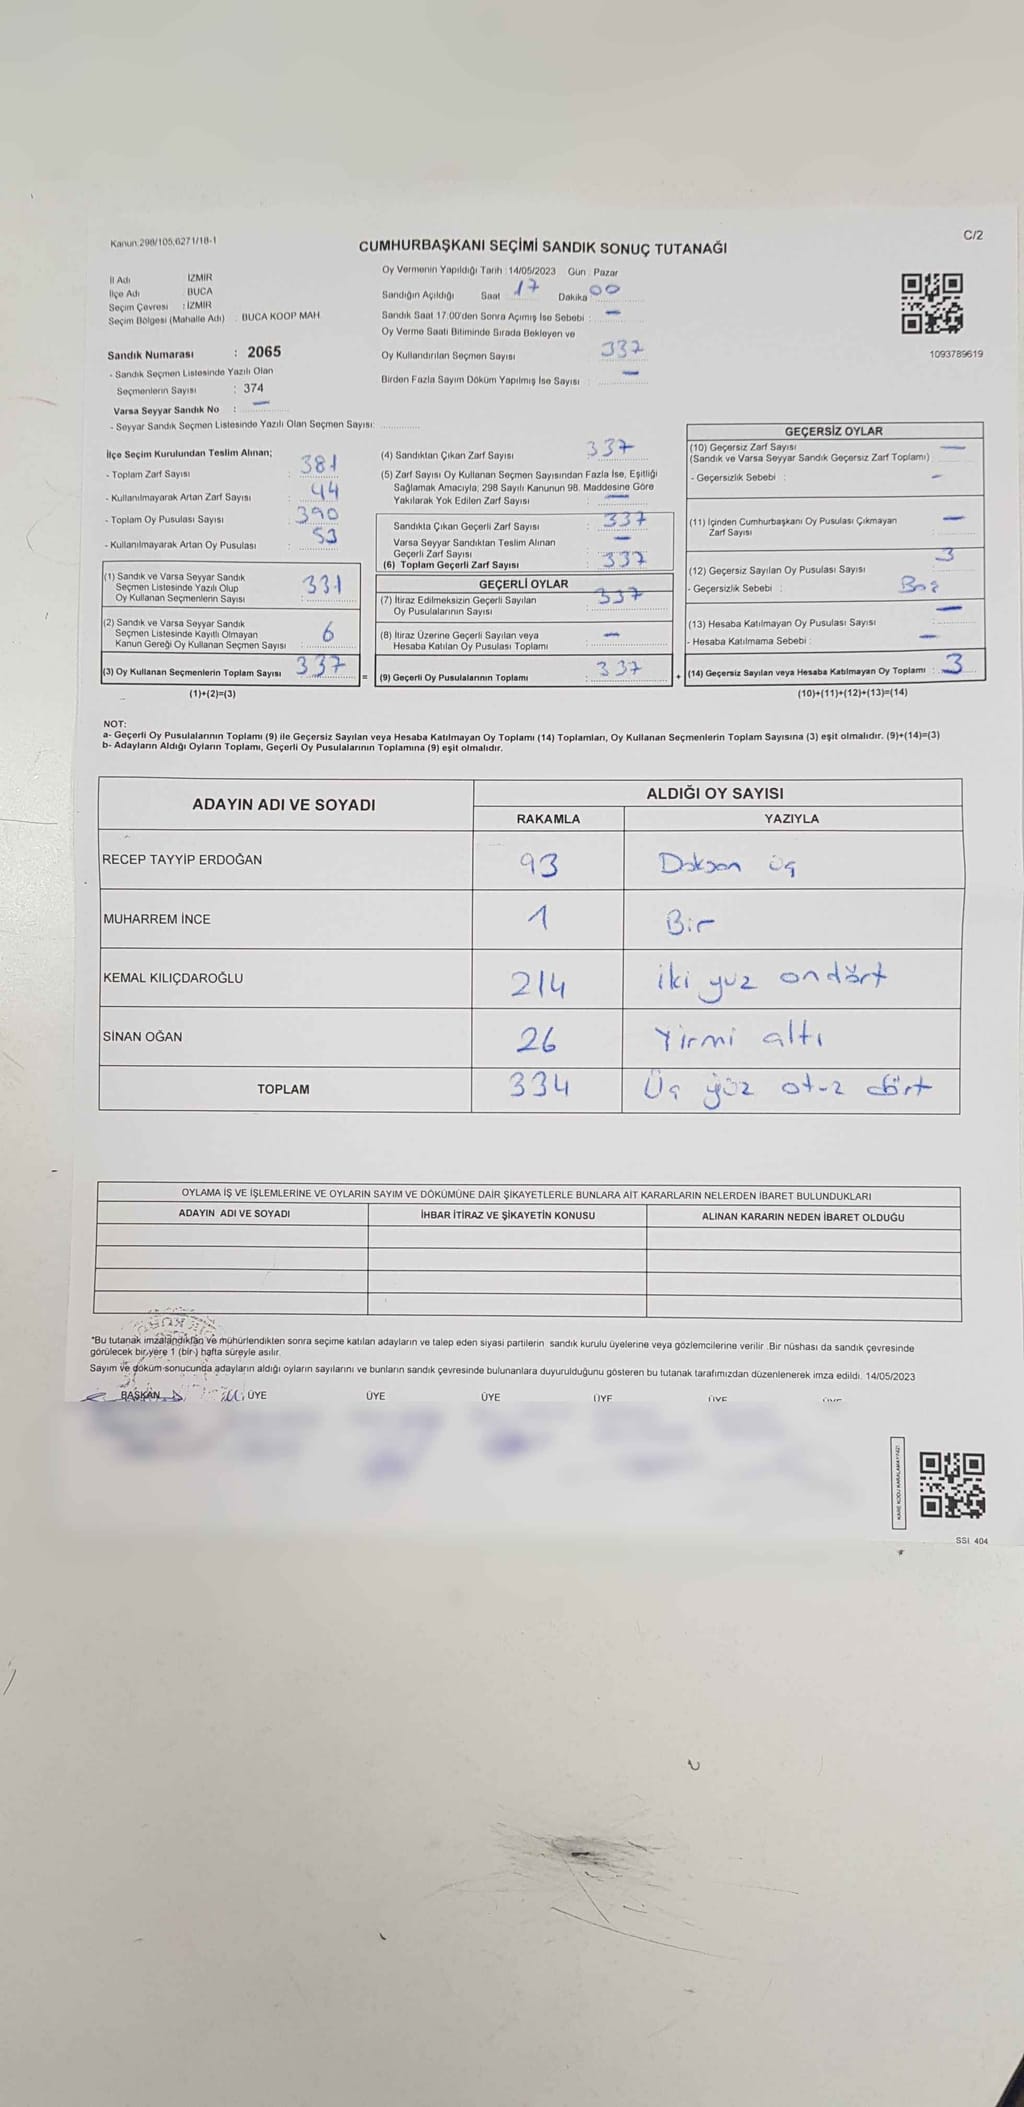 Kanun.298/105,6271/18-1
C/2
CUMHURBAŞKANI SEÇİMİ SANDIK SONUÇ TUTANAĞI
İl Adı İZMİR
İlçe Adı BUCA
Seçim Çevresi : İZMİR
Seçim Bölgesi (Mahalle Adı) : BUCA KOOP MAH.
Oy Vermenin Yapıldığı Tarih : 14/05/2023 Gün : Pazar
Sandığın Açıldığı Saat 17 Dakika 00
Sandık Saat 17:00'den Sonra Açımış İse Sebebi : —
Oy Verme Saati Bitiminde Sırada Bekleyen ve
Oy Kullandırılan Seçmen Sayısı 337
Birden Fazla Sayım Döküm Yapılmış İse Sayısı : —
1093789619
Sandık Numarası : 2065
- Sandık Seçmen Listesinde Yazılı Olan
Seçmenlerin Sayısı : 374
Varsa Seyyar Sandık No : —
- Seyyar Sandık Seçmen Listesinde Yazılı Olan Seçmen Sayısı:
İlçe Seçim Kurulundan Teslim Alınan;
- Toplam Zarf Sayısı : 381
- Kullanılmayarak Artan Zarf Sayısı : 44
- Toplam Oy Pusulası Sayısı : 390
- Kullanılmayarak Artan Oy Pusulası : 53
(1) Sandık ve Varsa Seyyar Sandık
Seçmen Listesinde Yazılı Olup
Oy Kullanan Seçmenlerin Sayısı 331
(2) Sandık ve Varsa Seyyar Sandık
Seçmen Listesinde Kayıtlı Olmayan
Kanun Gereği Oy Kullanan Seçmen Sayısı 6
(3) Oy Kullanan Seçmenlerin Toplam Sayısı 337
(1)+(2)=(3)
=
(4) Sandıktan Çıkan Zarf Sayısı : 337
(5) Zarf Sayısı Oy Kullanan Seçmen Sayısından Fazla İse, Eşitliği
Sağlamak Amacıyla; 298 Sayılı Kanunun 98. Maddesine Göre
Yakılarak Yok Edilen Zarf Sayısı : —
Sandıkta Çıkan Geçerli Zarf Sayısı : 337
Varsa Seyyar Sandıktan Teslim Alınan
Geçerli Zarf Sayısı : —
(6) Toplam Geçerli Zarf Sayısı : 337
GEÇERLİ OYLAR
(7) İtiraz Edilmeksizin Geçerli Sayılan
Oy Pusulalarının Sayısı 337
(8) İtiraz Üzerine Geçerli Sayılan veya
Hesaba Katılan Oy Pusulası Toplamı —
(9) Geçerli Oy Pusulalarının Toplamı : 337
+
GEÇERSİZ OYLAR
(10) Geçersiz Zarf Sayısı
(Sandık ve Varsa Seyyar Sandık Geçersiz Zarf Toplamı) —
- Geçersizlik Sebebi : —
(11) İçinden Cumhurbaşkanı Oy Pusulası Çıkmayan
Zarf Sayısı —
(12) Geçersiz Sayılan Oy Pusulası Sayısı 3
- Geçersizlik Sebebi :
(13) Hesaba Katılmayan Oy Pusulası Sayısı : —
- Hesaba Katılmama Sebebi : —
(14) Geçersiz Sayılan veya Hesaba Katılmayan Oy Toplamı : 3
(10)+(11)+(12)+(13)=(14)
NOT:
a- Geçerli Oy Pusulalarının Toplamı (9) ile Geçersiz Sayılan veya Hesaba Katılmayan Oy Toplamı (14) Toplamları, Oy Kullanan Seçmenlerin Toplam Sayısına (3) eşit olmalıdır. (9)+(14)=(3)
b- Adayların Aldığı Oyların Toplamı, Geçerli Oy Pusulalarının Toplamına (9) eşit olmalıdır.
ADAYIN ADI VE SOYADI ALDIĞI OY SAYISI
RAKAMLA YAZIYLA
RECEP TAYYİP ERDOĞAN 93 Doksan üç
MUHARREM İNCE 1 Bir
KEMAL KILIÇDAROĞLU 214 iki yuz ondört
SİNAN OĞAN 26 Yirmi altı
TOPLAM 334 Üç yüz otuz dört
OYLAMA İŞ VE İŞLEMLERİNE VE OYLARIN SAYIM VE DÖKÜMÜNE DAİR ŞİKAYETLERLE BUNLARA AİT KARARLARIN NELERDEN İBARET BULUNDUKLARI
ADAYIN ADI VE SOYADI İHBAR İTİRAZ VE ŞİKAYETİN KONUSU ALINAN KARARIN NEDEN İBARET OLDUĞU
*Bu tutanak imzalandıktan ve mühürlendikten sonra seçime katılan adayların ve talep eden siyasi partilerin sandık kurulu üyelerine veya gözlemcilerine verilir. Bir nüshası da sandık çevresinde
görülecek bir yere 1 (bir) hafta süreyle asılır.
Sayım ve döküm sonucunda adayların aldığı oyların sayılarını ve bunların sandık çevresinde bulunanlara duyurulduğunu gösteren bu tutanak tarafımızdan düzenlenerek imza edildi. 14/05/2023
BAŞKAN ÜYE ÜYE ÜYE ÜYE ÜYE ÜYE
SSI 404